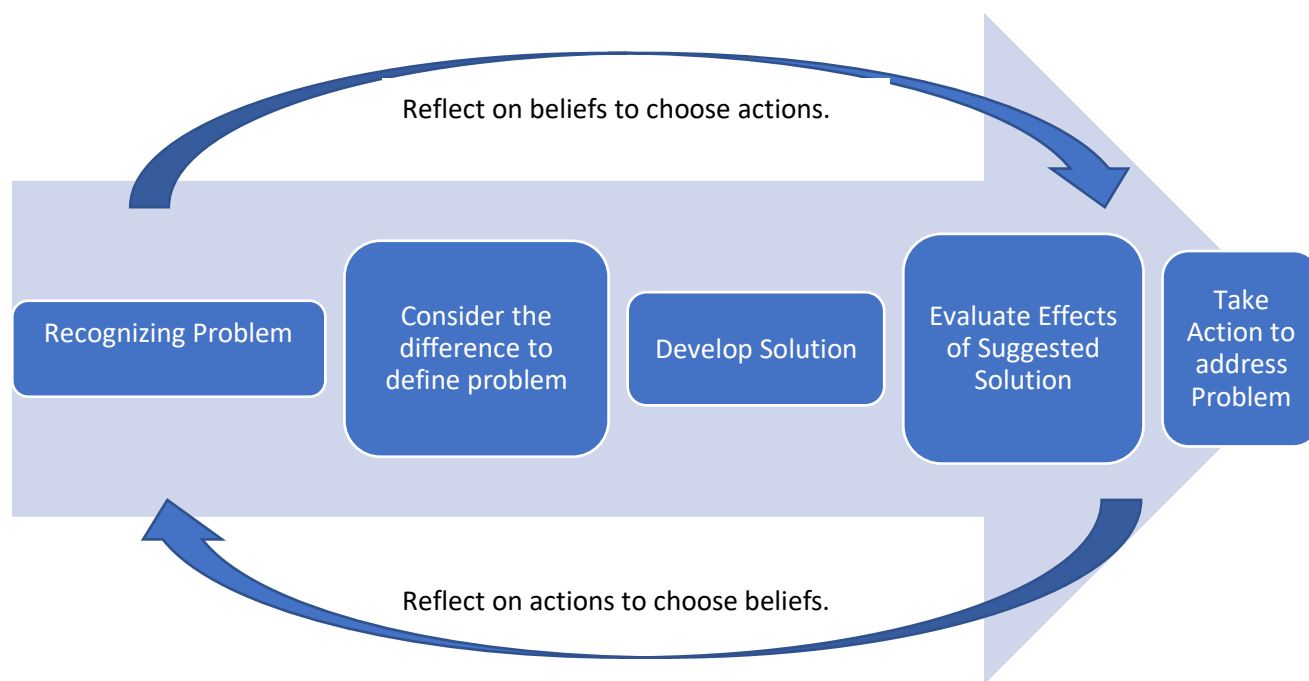 Reflect on beliefs to choose actions.
Recognizing Problem
Consider the
difference to
define problem
Develop Solution
Evaluate Effects
of Suggested
Solution
Take
Action to
address
Problem
Reflect on actions to choose beliefs.